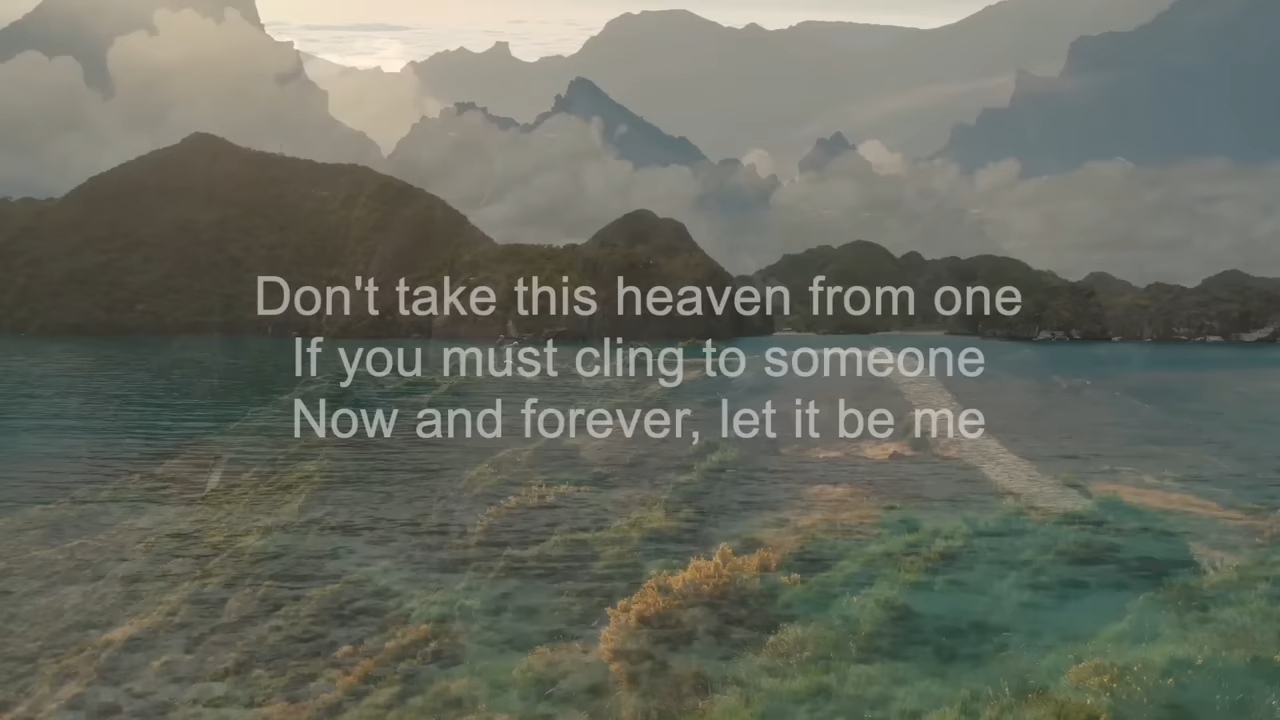 Don't take this heaven from one
If you must cling to someone
Now and forever, let it be me